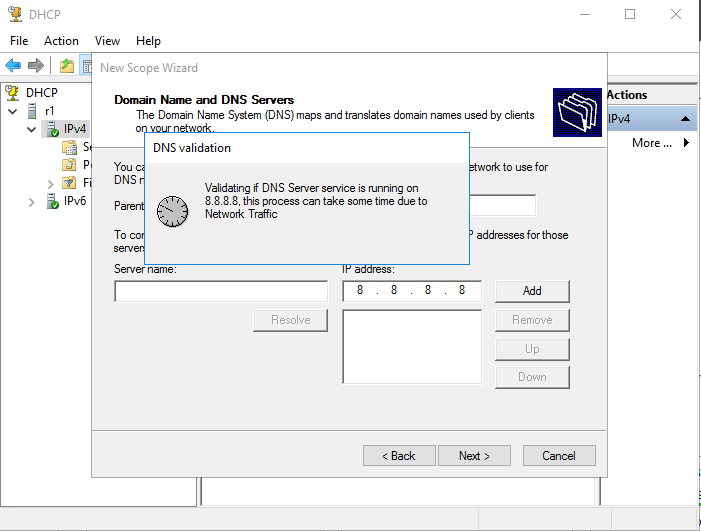 DHCP
File Action View Help
DHCP
r1
IPv4
IPv6
New Scope Wizard
Domain Name and DNS Servers
The Domain Name System (DNS) maps and translates domain names used by clients
on your network.
DNS validation
Validating if DNS Server service is running on
8.8.8.8, this process can take some time due to
Network Traffic
You ca
etwork to use for
DNS n
Parent
To con
P addresses for those
servers
Server name:
IP address:
8 . 8 . 8 . 8
Add
Resolve
Remove
Up
Down
< Back
Next >
Cancel
Actions
IPv4
More ...